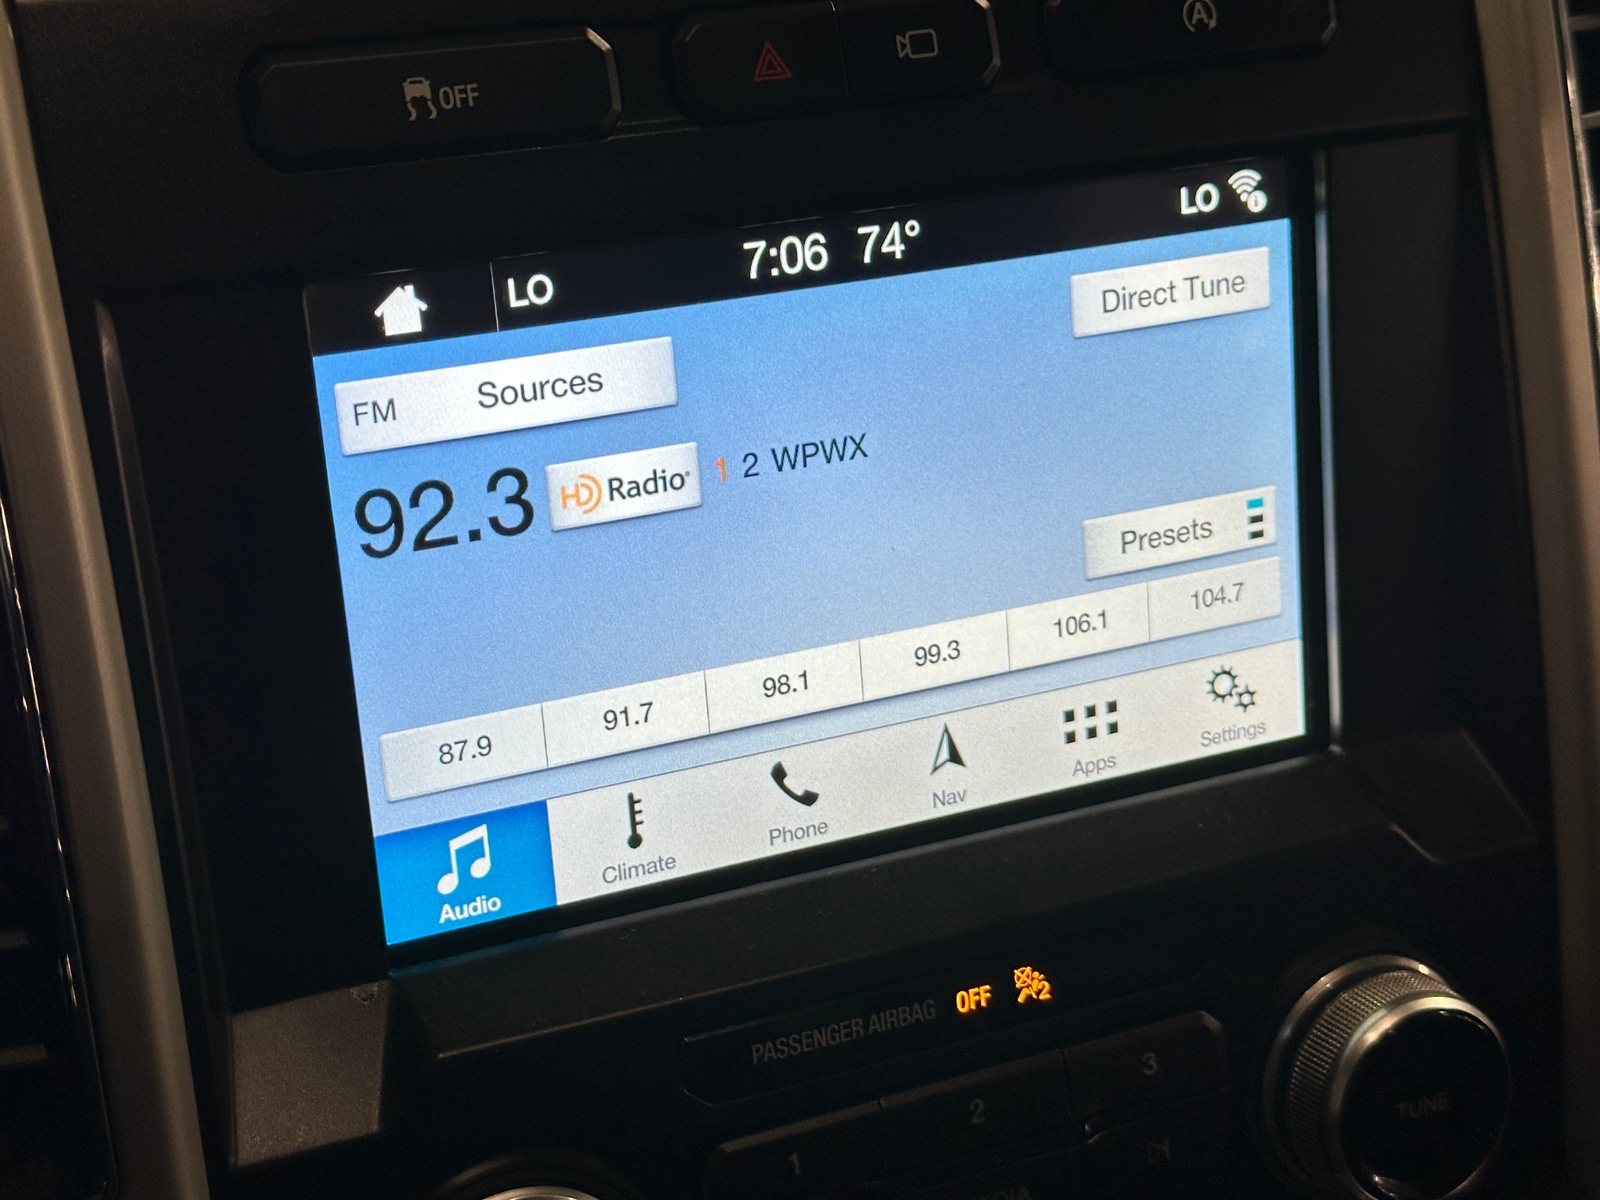 OFF
A
LO 7:06 74° LO
Direct Tune
FM Sources
92.3 HD Radio® 1 2 WPWX
Presets
87.9 91.7 98.1 99.3 106.1 104.7
Audio Climate Phone Nav Apps Settings
PASSENGER AIRBAG OFF 2
1 2 3
TUNE